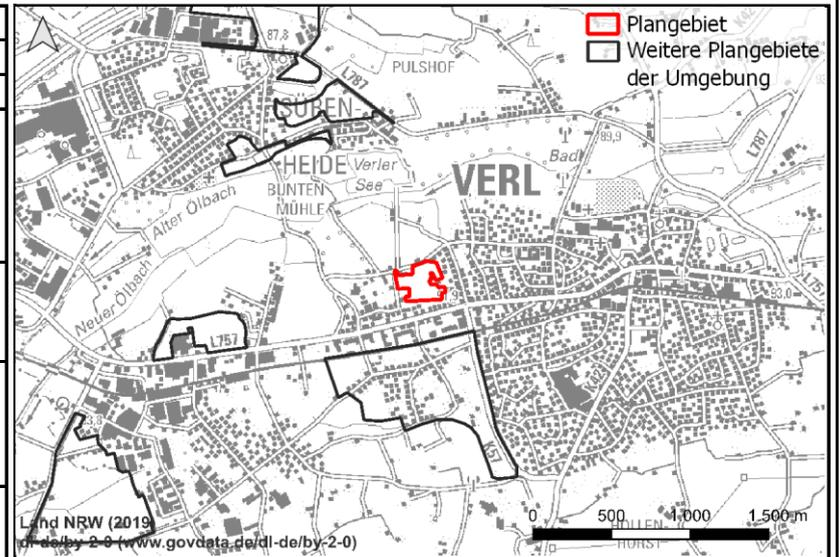 Plangebiet
Weitere Plangebiete
der Umgebung
87,8
L787
PULSHOF
SÜREN-
HEIDE
Verler
See
BUNTEN
MÜHLE
VERL
Bad
89,9
L787
Alter Ölbach
Neuer Ölbach
L757
L757
93,0
K42
0 500 1.000 1.500 m
HOLLEN-
HORST
Land NRW (2019)
dl-de/by-2-0 (www.govdata.de/dl-de/by-2-0)